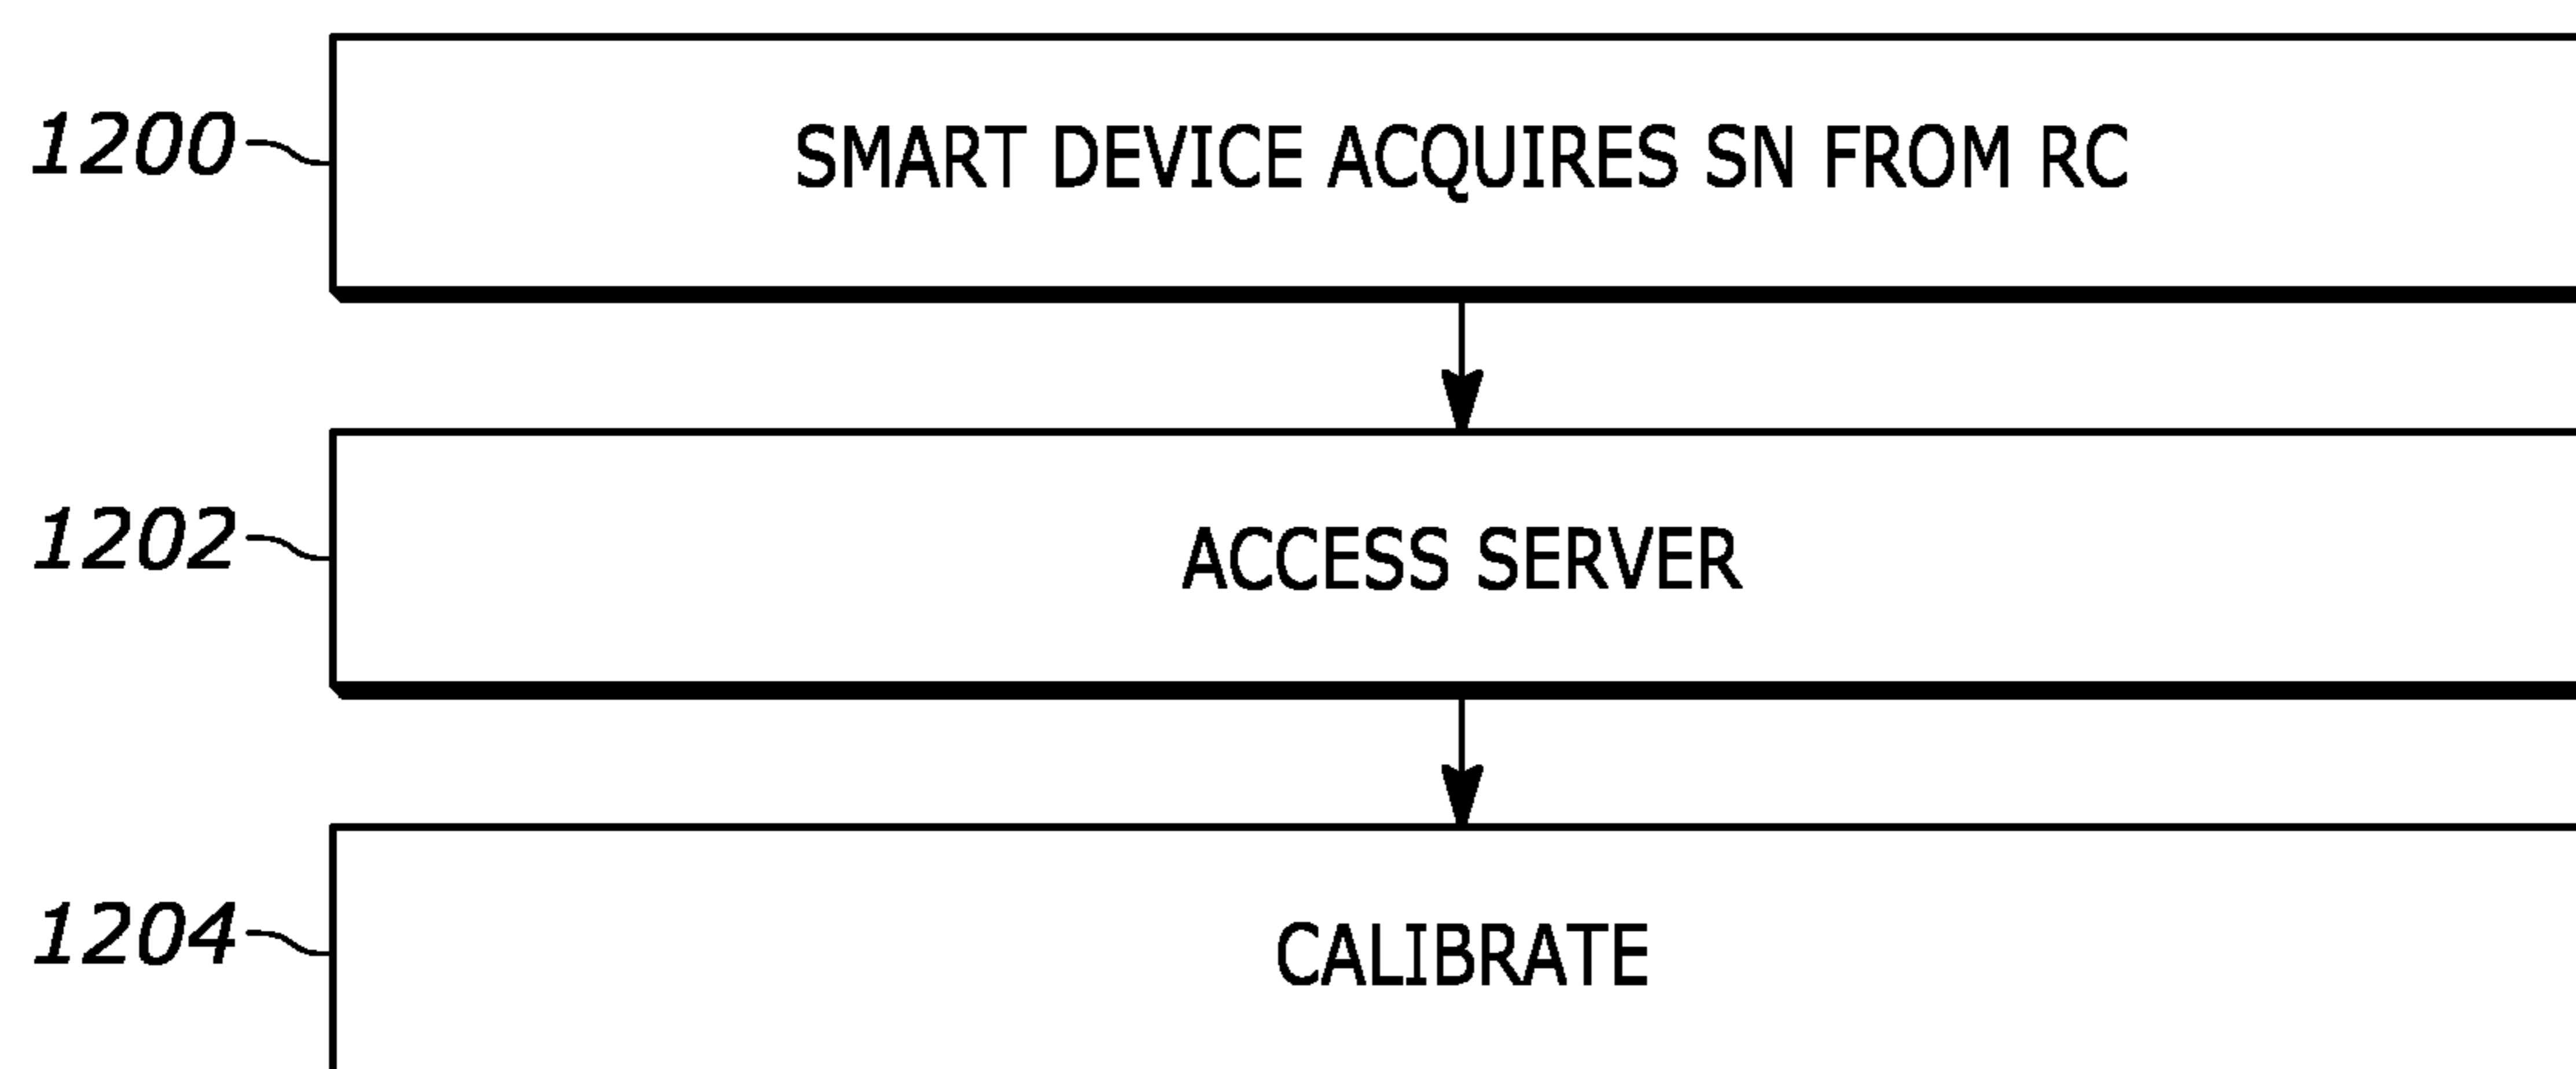 1200 SMART DEVICE ACQUIRES SN FROM RC
1202 ACCESS SERVER
1204 CALIBRATE